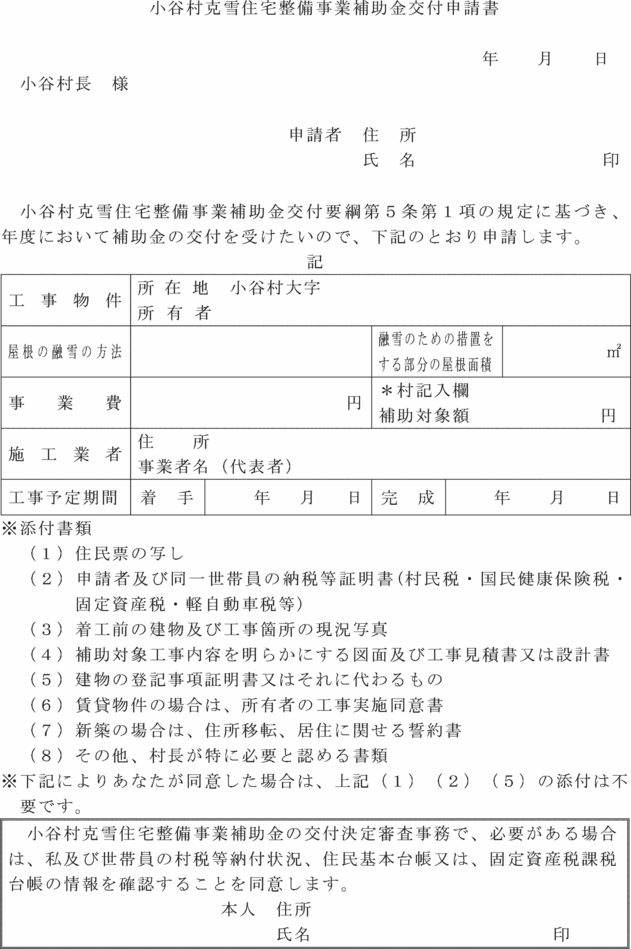 小谷村克雪住宅整備事業補助金交付申請書
年　　月　　日
小谷村長　様
申請者　住　所
氏　名　　　　　　　　　　印
小谷村克雪住宅整備事業補助金交付要綱第５条第１項の規定に基づき、
年度において補助金の交付を受けたいので、下記のとおり申請します。
記
工事物件
所在地　小谷村大字
所有者
屋根の融雪の方法
融雪のための措置を
する部分の屋根面積
㎡
事業費
円
＊村記入欄
補助対象額　　　　　　　円
施工業者
住　　所
事業者名（代表者）
工事予定期間　着手　　年　　月　　日　完成　　年　　月　　日
※添付書類
（１）住民票の写し
（２）申請者及び同一世帯員の納税等証明書(村民税・国民健康保険税・
固定資産税・軽自動車税等)
（３）着工前の建物及び工事箇所の現況写真
（４）補助対象工事内容を明らかにする図面及び工事見積書又は設計書
（５）建物の登記事項証明書又はそれに代わるもの
（６）賃貸物件の場合は、所有者の工事実施同意書
（７）新築の場合は、住所移転、居住に関せる誓約書
（８）その他、村長が特に必要と認める書類
※下記によりあなたが同意した場合は、上記（１）（２）（５）の添付は不
要です。
小谷村克雪住宅整備事業補助金の交付決定審査事務で、必要がある場合
は、私及び世帯員の村税等納付状況、住民基本台帳又は、固定資産税課税
台帳の情報を確認することを同意します。
本人　住所
氏名　　　　　　　　　　　　　印